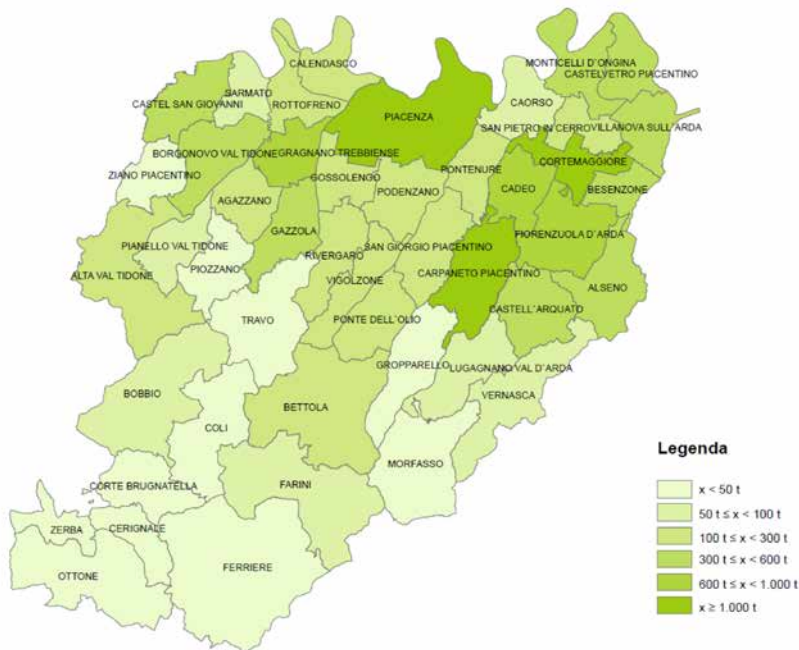 CALENDASCO
MONTICELLI D'ONGINA
CASTELVETRO PIACENTINO
SARMATO
CASTEL SAN GIOVANNI
ROTTOFRENO
CAORSO
PIACENZA
SAN PIETRO IN CERRO
VILLANOVA SULL'ARDA
BORGONOVO VAL TIDONE
GRAGNANO TREBBIENSE
CORTEMAGGIORE
ZIANO PIACENTINO
GOSSOLENGO
PONTENURE
PODENZANO
CADEO
BESENZONE
AGAZZANO
GAZZOLA
FIORENZUOLA D'ARDA
PIANELLO VAL TIDONE
SAN GIORGIO PIACENTINO
RIVERGARO
ALTA VAL TIDONE
PIOZZANO
CARPANETO PIACENTINO
VIGOLZONE
ALSENO
CASTELL'ARQUATO
TRAVO
PONTE DELL'OLIO
GROPPARELLO
LUGAGNANO VAL D'ARDA
BOBBIO
VERNASCA
BETTOLA
COLI
MORFASSO
CORTE BRUGNATELLA
FARINI
ZERBA
CERIGNALE
FERRIERE
OTTONE
Legenda
x < 50 t
50 t ≤ x < 100 t
100 t ≤ x < 300 t
300 t ≤ x < 600 t
600 t ≤ x < 1.000 t
x ≥ 1.000 t